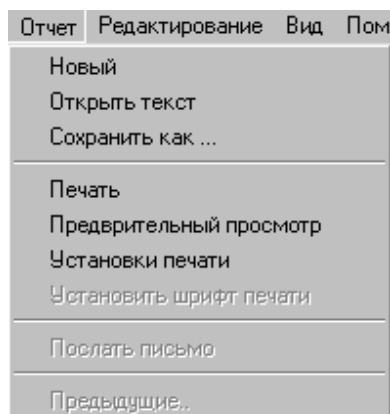 Отчет Редактирование Вид Пом
Новый
Открыть текст
Сохранить как ...
Печать
Предврительный просмотр
Установки печати
Установить шрифт печати
Послать письмо
Предыдущие..